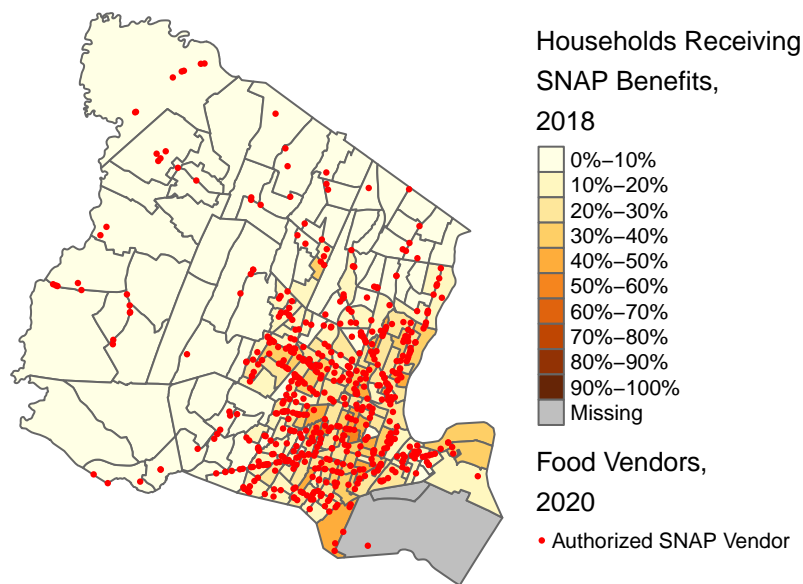 Households Receiving
SNAP Benefits,
2018
0%−10%
10%−20%
20%−30%
30%−40%
40%−50%
50%−60%
60%−70%
70%−80%
80%−90%
90%−100%
Missing
Food Vendors,
2020
Authorized SNAP Vendor